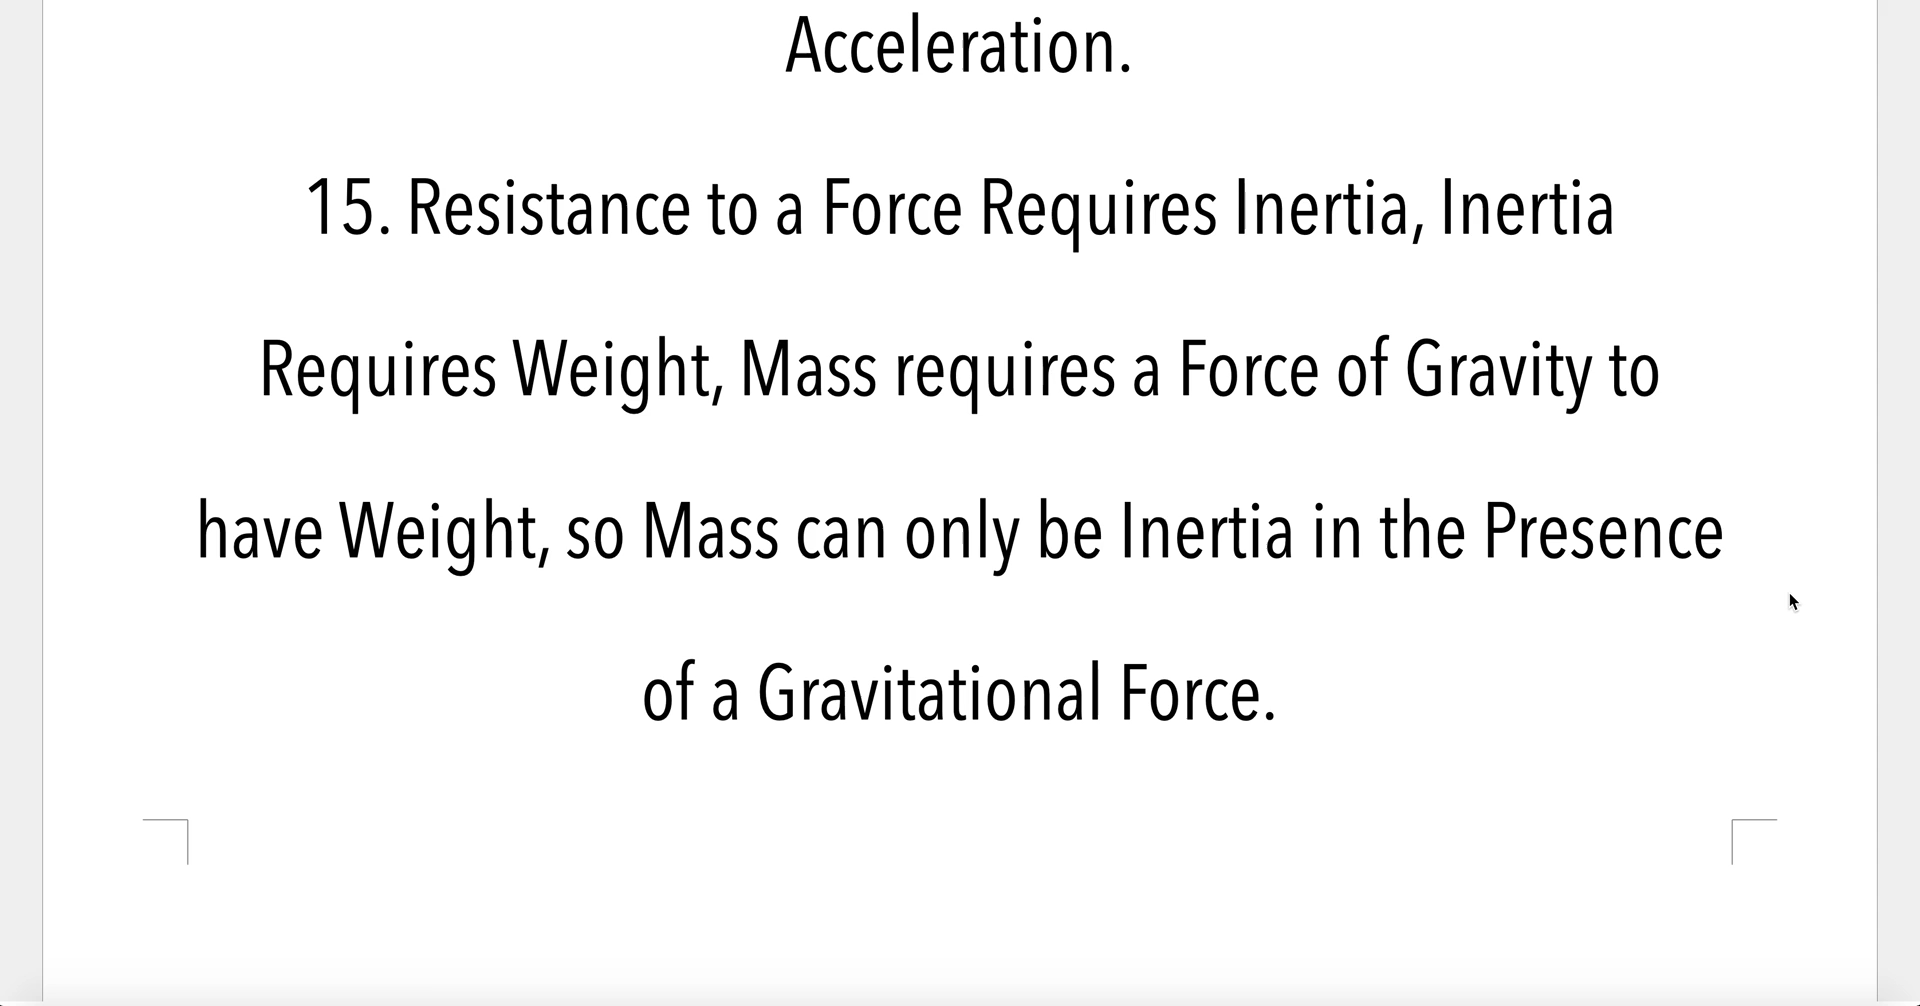 Acceleration.
15. Resistance to a Force Requires Inertia, Inertia
Requires Weight, Mass requires a Force of Gravity to
have Weight, so Mass can only be Inertia in the Presence
of a Gravitational Force.